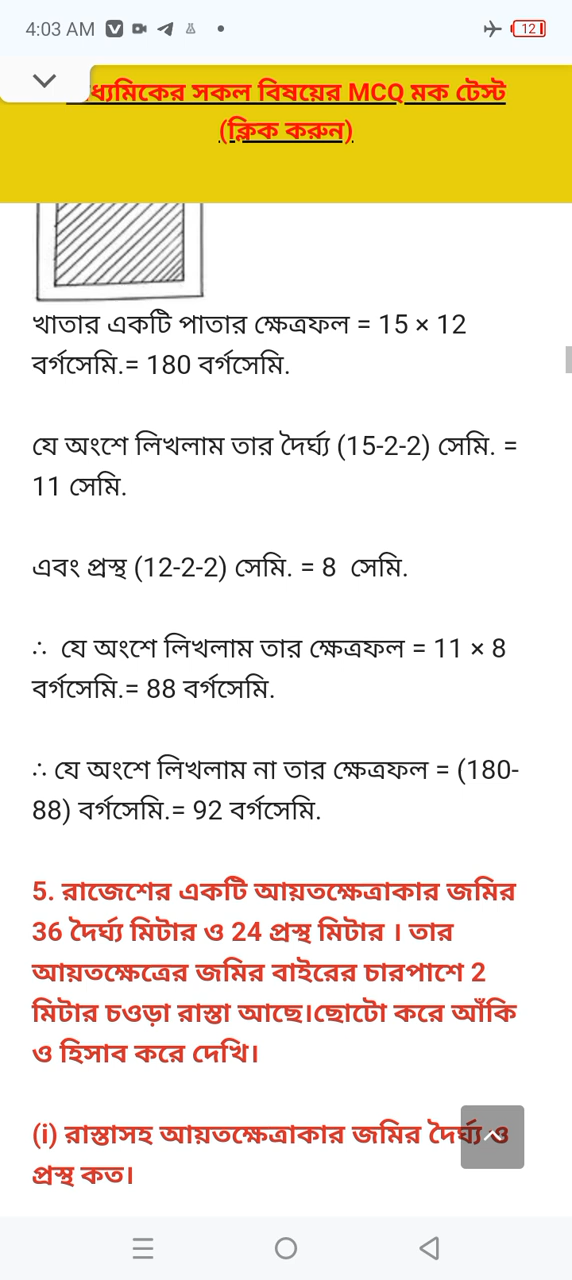 4:03 AM
12
ধ্যমিকের সকল বিষয়ের MCQ মক টেস্ট
(ক্লিক করুন)
খাতার একটি পাতার ক্ষেত্রফল = 15 × 12
বর্গসেমি.= 180 বর্গসেমি.
যে অংশে লিখলাম তার দৈর্ঘ্য (15-2-2) সেমি. =
11 সেমি.
এবং প্রস্থ (12-2-2) সেমি. = 8 সেমি.
∴ যে অংশে লিখলাম তার ক্ষেত্রফল = 11 × 8
বর্গসেমি.= 88 বর্গসেমি.
∴ যে অংশে লিখলাম না তার ক্ষেত্রফল = (180-
88) বর্গসেমি.= 92 বর্গসেমি.
5. রাজেশের একটি আয়তক্ষেত্রাকার জমির
36 দৈর্ঘ্য মিটার ও 24 প্রস্থ মিটার । তার
আয়তক্ষেত্রের জমির বাইরের চারপাশে 2
মিটার চওড়া রাস্তা আছে।ছোটো করে আঁকি
ও হিসাব করে দেখি।
(i) রাস্তাসহ আয়তক্ষেত্রাকার জমির দৈর্ঘ্য ও
প্রস্থ কত।